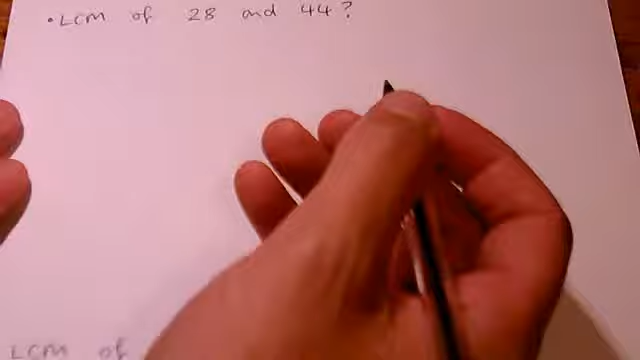 • LCM of 28 and 44?
LCM of